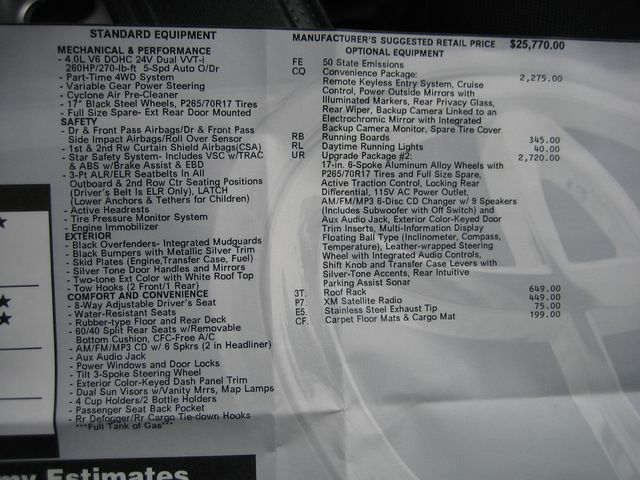 STANDARD EQUIPMENT
MECHANICAL & PERFORMANCE
- 4.0L V6 DOHC 24V Dual VVT-i
260HP/270-lb-ft 5-Spd Auto O/Dr
- Part-Time 4WD System
- Variable Gear Power Steering
- Cyclone Air Pre-Cleaner
- 17" Black Steel Wheels, P265/70R17 Tires
- Full Size Spare- Ext Rear Door Mounted
SAFETY
- Dr & Front Pass Airbags/Dr & Front Pass
Side Impact Airbags/Roll Over Sensor
- 1st & 2nd Rw Curtain Shield Airbags(CSA)
- Star Safety System- Includes VSC w/TRAC
& ABS w/Brake Assist & EBD
- 3-Pt ALR/ELR Seatbelts In All
Outboard & 2nd Row Ctr Seating Positions
(Driver's Belt Is ELR Only), LATCH
(Lower Anchors & Tethers for Children)
- Active Headrests
- Tire Pressure Monitor System
- Engine Immobilizer
EXTERIOR
- Black Overfenders- Integrated Mudguards
- Black Bumpers with Metallic Silver Trim
- Skid Plates (Engine,Transfer Case, Fuel)
- Silver Tone Door Handles and Mirrors
- Two-tone Ext Color with White Roof Top
- Tow Hooks (2 Front/1 Rear)
COMFORT AND CONVENIENCE
- 8-Way Adjustable Driver's Seat
- Water-Resistant Seats
- Rubber-type Floor and Rear Deck
- 60/40 Split Rear Seats w/Removable
Bottom Cushion, CFC-Free A/C
- AM/FM/MP3 CD w/ 6 Spkrs (2 in Headliner)
- Aux Audio Jack
- Power Windows and Door Locks
- Tilt 3-Spoke Steering Wheel
- Exterior Color-Keyed Dash Panel Trim
- Dual Sun Visors w/Vanity Mrrs, Map Lamps
- 4 Cup Holders/2 Bottle Holders
- Passenger Seat Back Pocket
- Rr Defogger/Rr Cargo Tie-down Hooks
***Full Tank of Gas***
MANUFACTURER'S SUGGESTED RETAIL PRICE $25,770.00
OPTIONAL EQUIPMENT
FE 50 State Emissions
CQ Convenience Package: 2,275.00
Remote Keyless Entry System, Cruise
Control, Power Outside Mirrors with
Illuminated Markers, Rear Privacy Glass,
Rear Wiper, Backup Camera Linked to an
Electrochromic Mirror with Integrated
Backup Camera Monitor, Spare Tire Cover
RB Running Boards 345.00
RL Daytime Running Lights 40.00
UR Upgrade Package #2: 2,720.00
17-in. 6-Spoke Aluminum Alloy Wheels with
P265/70R17 Tires and Full Size Spare,
Active Traction Control, Locking Rear
Differential, 115V AC Power Outlet,
AM/FM/MP3 6-Disc CD Changer w/ 9 Speakers
(Includes Subwoofer with Off Switch) and
Aux Audio Jack, Exterior Color-Keyed Door
Trim Inserts, Multi-Information Display
Floating Ball Type (Inclinometer, Compass,
Temperature), Leather-wrapped Steering
Wheel with Integrated Audio Controls,
Shift Knob and Transfer Case Levers with
Silver-Tone Accents, Rear Intuitive
Parking Assist Sonar
3T. Roof Rack 649.00
P7. XM Satellite Radio 449.00
E5. Stainless Steel Exhaust Tip 75.00
CF. Carpet Floor Mats & Cargo Mat 199.00
my Estimates